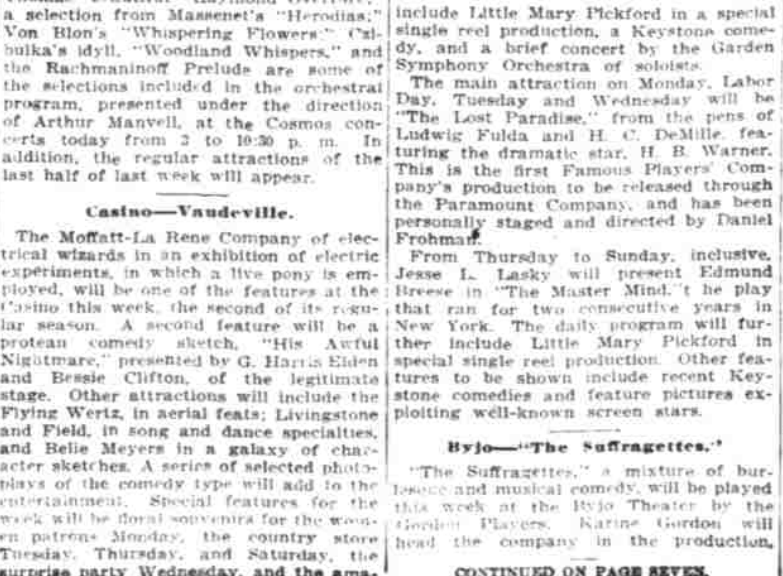 a selection from Massenet's "Herodias;"
Von Blon's "Whispering Flowers:" Czi-
bulka's idyll, "Woodland Whispers," and
the Rachmaninoff Prelude are some of
the selections included in the orchestral
program, presented under the direction
of Arthur Manvell, at the Cosmos con-
certs today from 3 to 10:30 p. m. In
addition, the regular attractions of the
last half of last week will appear.
Casino—Vaudeville.
The Moffatt-La Rene Company of elec-
trical wizards in an exhibition of electric
experiments, in which a live pony is em-
ployed, will be one of the features at the
Casino this week, the second of its regu-
lar season. A second feature will be a
protean comedy sketch, "His Awful
Nightmare," presented by G. Harris Elden
and Bessie Clifton, of the legitimate
stage. Other attractions will include the
Flying Wertz, in aerial feats; Livingstone
and Field, in song and dance specialties,
and Belle Meyers in a galaxy of char-
acter sketches. A series of selected photo-
plays of the comedy type will add to the
entertainment. Special features for the
week will be floral souvenirs for the wom-
en patrons Monday, the country store
Tuesday, Thursday, and Saturday, the
surprise party Wednesday, and the ama-
include Little Mary Pickford in a special
single reel production, a Keystone come-
dy, and a brief concert by the Garden
Symphony Orchestra of soloists.
The main attraction on Monday, Labor
Day, Tuesday and Wednesday will be
"The Lost Paradise," from the pens of
Ludwig Fulda and H. C. DeMille, fea-
turing the dramatic star, H. B. Warner.
This is the first Famous Players' Com-
pany's production to be released through
the Paramount Company, and has been
personally staged and directed by Daniel
Frohman.
From Thursday to Sunday, inclusive,
Jesse L. Lasky will present Edmund
Breese in "The Master Mind,"t he play
that ran for two consecutive years in
New York. The daily program will fur-
ther include Little Mary Pickford in
special single reel production. Other fea-
tures to be shown include recent Key-
stone comedies and feature pictures ex-
ploiting well-known screen stars.
Byjo—"The Suffragettes."
"The Suffragettes," a mixture of bur-
lesque and musical comedy, will be played
this week at the Byjo Theater by the
Gordon Players. Karine Gordon will
head the company in the production,
CONTINUED ON PAGE SEVEN.